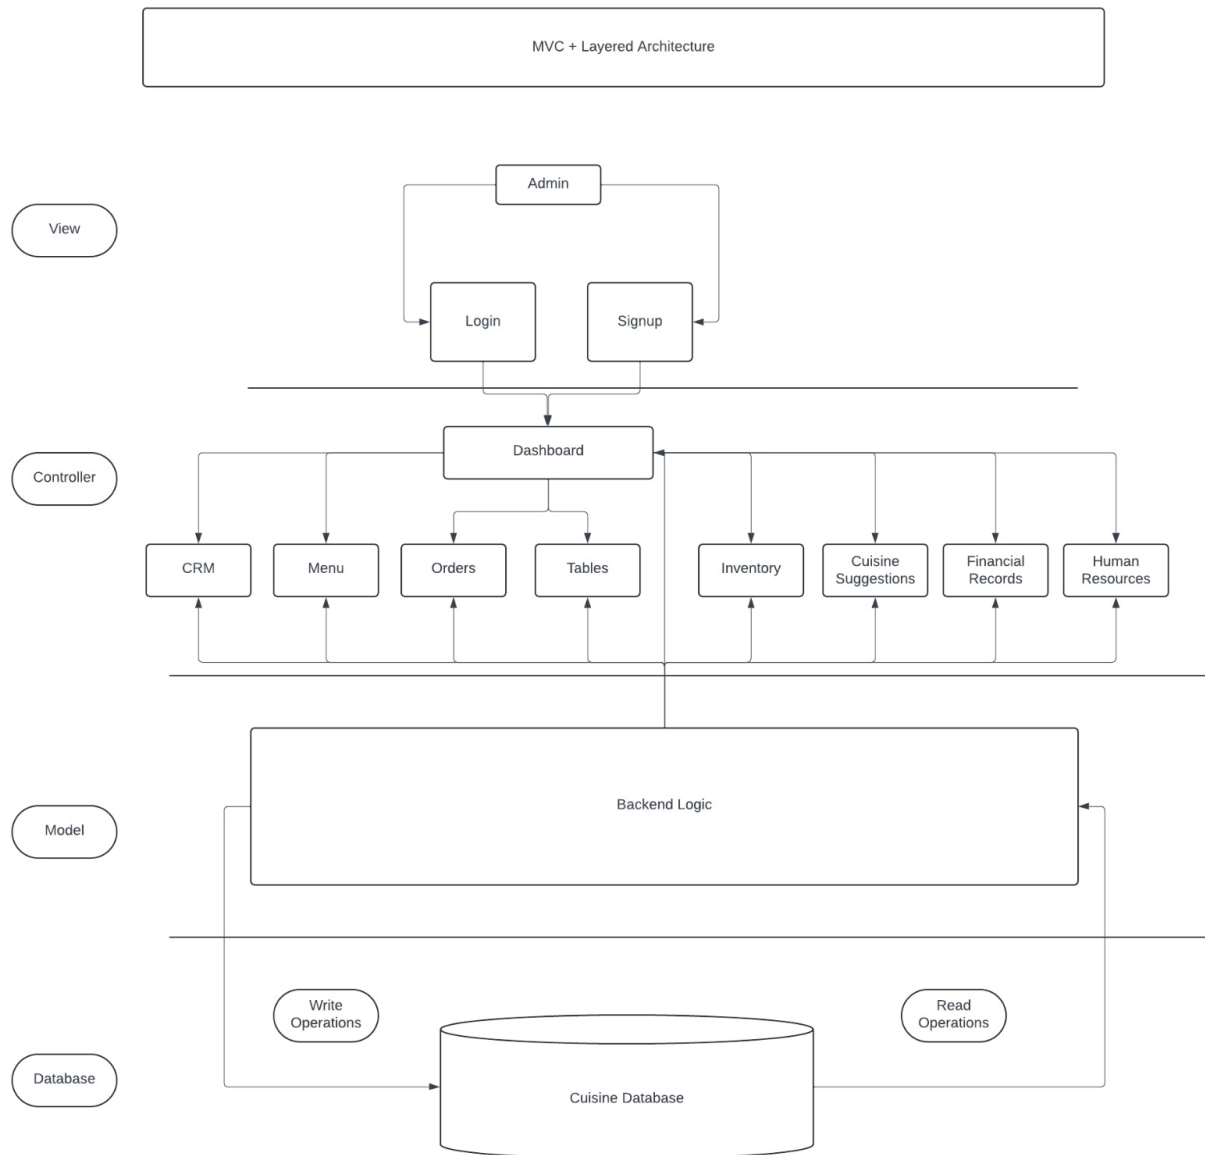 MVC + Layered Architecture
Admin
View
Login
Signup
Dashboard
Controller
CRM
Menu
Orders
Tables
Inventory
Cuisine
Suggestions
Financial
Records
Human
Resources
Backend Logic
Model
Write
Operations
Read
Operations
Database
Cuisine Database